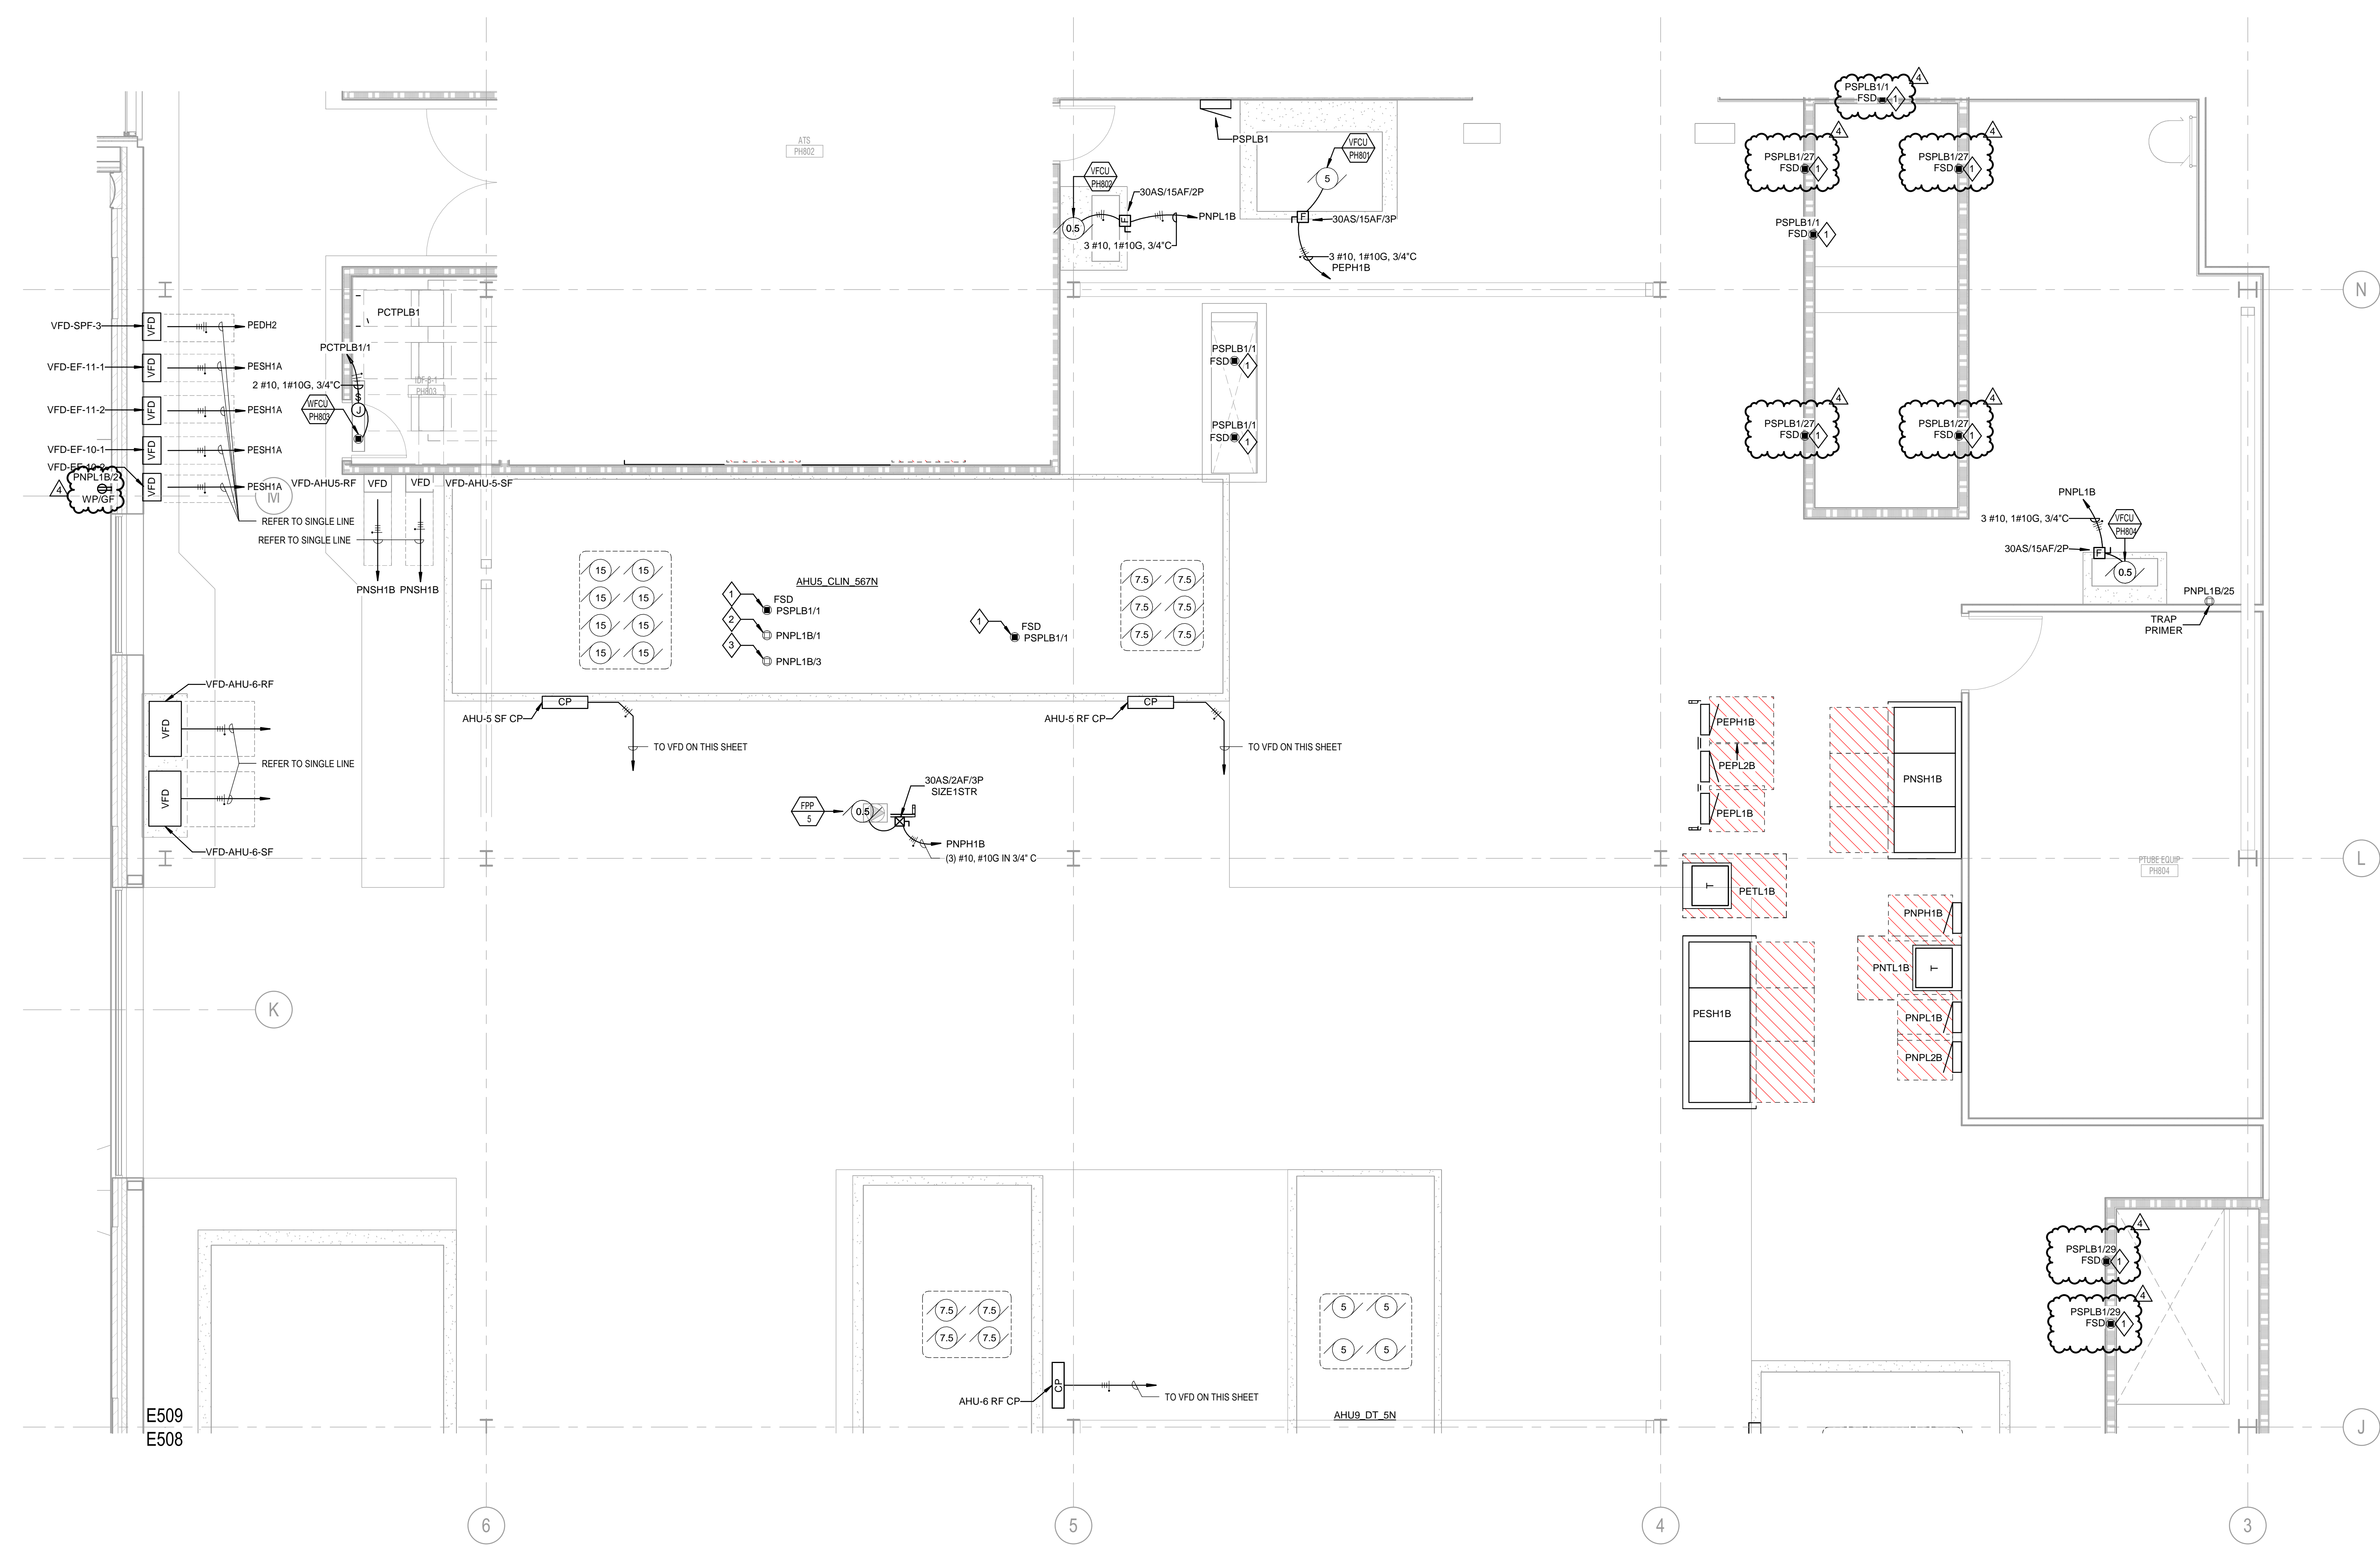 4
PSPLB1/1
FSD
1
4
PSPLB1/27
FSD
1
4
PSPLB1/27
FSD
1
PSPLB1/1
FSD
1
ATS
PH802
PSPLB1
VFCU
PH801
5
30AS/15AF/3P
3 #10, 1#10G, 3/4"C
PEPH1B
VFCU
PH802
0.5
F
30AS/15AF/2P
PNPL1B
3 #10, 1#10G, 3/4"C
F
N
PCTPLB1
PCTPLB1/1
2 #10, 1#10G, 3/4"C
S
J
WFCU
PH803
IDF-8-1
PH803
VFD-SPF-3
VFD
PEDH2
VFD-EF-11-1
VFD
PESH1A
VFD-EF-11-2
VFD
PESH1A
VFD-EF-10-1
VFD
PESH1A
VFD-EF-10-2
VFD
PESH1A
4
PNPL1B/2
WP/GF
M
REFER TO SINGLE LINE
REFER TO SINGLE LINE
VFD-AHU5-RF
VFD
VFD
VFD-AHU-5-SF
PNSH1B
PNSH1B
PSPLB1/1
FSD
1
PSPLB1/1
FSD
1
4
PSPLB1/27
FSD
1
4
PSPLB1/27
FSD
1
PNPL1B
3 #10, 1#10G, 3/4"C
VFCU
PH804
30AS/15AF/2P
F
0.5
PNPL1B/25
TRAP
PRIMER
15
15
15
15
15
15
15
15
AHU5_CLIN_567N
1
FSD
PSPLB1/1
2
PNPL1B/1
3
PNPL1B/3
1
FSD
PSPLB1/1
7.5
7.5
7.5
7.5
7.5
7.5
CP
AHU-5 SF CP
TO VFD ON THIS SHEET
CP
AHU-5 RF CP
TO VFD ON THIS SHEET
VFD-AHU-6-RF
VFD
REFER TO SINGLE LINE
VFD
VFD-AHU-6-SF
FPP
5
0.5
30AS/2AF/3P
SIZE1STR
PNPH1B
(3) #10, #10G IN 3/4" C
PEPH1B
PEPL2B
PEPL1B
PNSH1B
L
PTUBE EQUIP
PH804
T
PETL1B
PNPH1B
PNTL1B
T
PESH1B
PNPL1B
PNPL2B
K
7.5
7.5
7.5
7.5
5
5
5
5
AHU-6 RF CP
CP
TO VFD ON THIS SHEET
AHU9_DT_5N
4
PSPLB1/29
FSD
1
4
PSPLB1/29
FSD
1
E509
E508
J
6
5
4
3